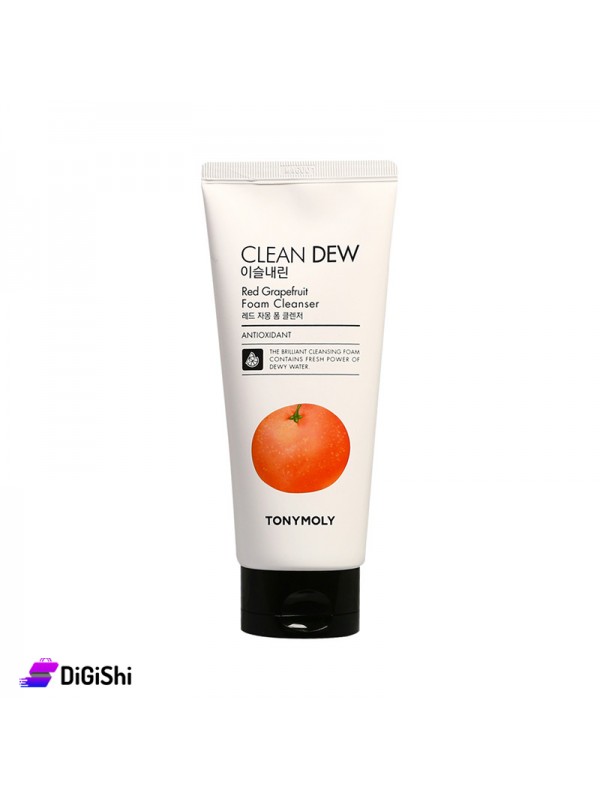 CLEAN DEW
이슬내린
Red Grapefruit
Foam Cleanser
레드 자몽 폼 클렌저
ANTIOXIDANT
THE BRILLIANT CLEANSING FOAM
CONTAINS FRESH POWER OF
DEWY WATER.
TONYMOLY
DiGiShi